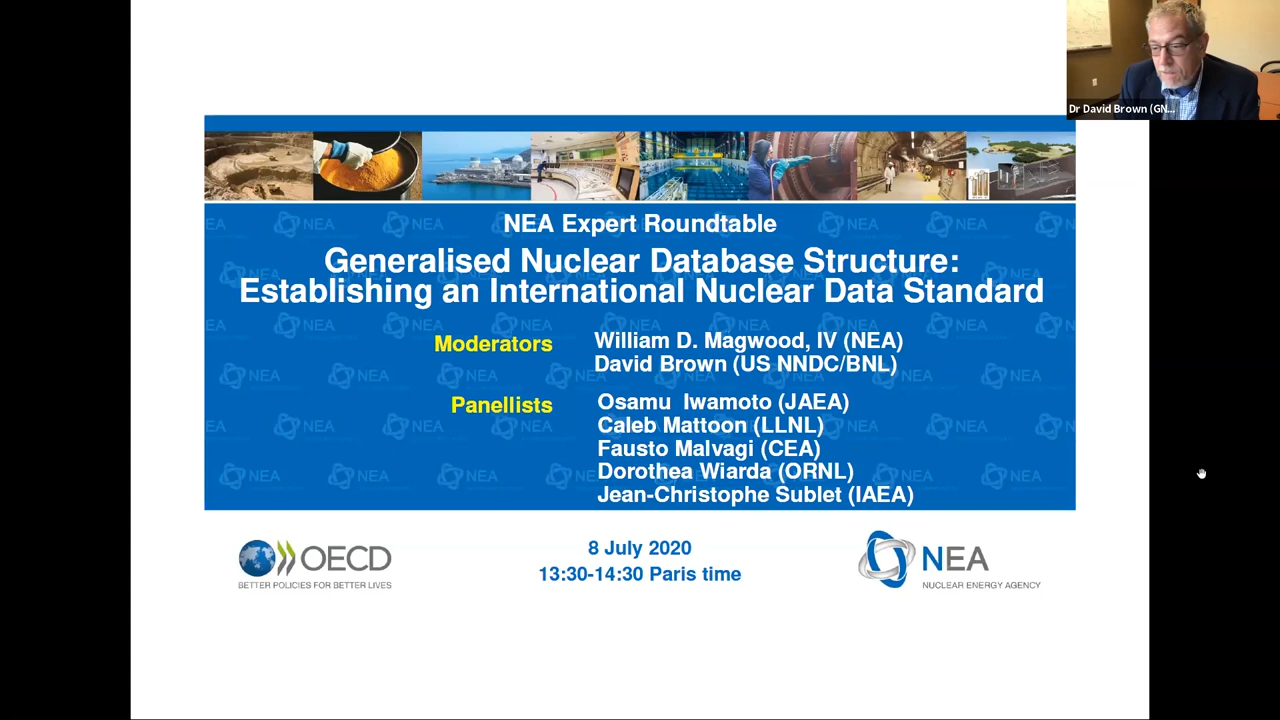 Dr David Brown (GN...
NEA Expert Roundtable
Generalised Nuclear Database Structure:
Establishing an International Nuclear Data Standard
Moderators
William D. Magwood, IV (NEA)
David Brown (US NNDC/BNL)
Panellists
Osamu Iwamoto (JAEA)
Caleb Mattoon (LLNL)
Fausto Malvagi (CEA)
Dorothea Wiarda (ORNL)
Jean-Christophe Sublet (IAEA)
OECD
BETTER POLICIES FOR BETTER LIVES
8 July 2020
13:30-14:30 Paris time
NEA
NUCLEAR ENERGY AGENCY